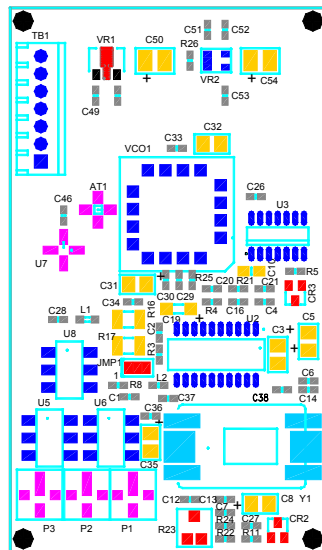 TB1
VR1
C50
C51
C52
R26
VR2
C54
C49
C53
C33
C32
VCO1
C46
AT1
C26
U3
U7
C10
R5
C31
R25
C20
R21
C21
CR3
C34
R16
C30
C29
R4
C16
C4
C28
L1
C2
C19
U2
C5
U8
R17
R3
C3
JMP1
1
R8
L2
C6
C1
C37
C38
C14
U5
U6
C36
C35
C12
C13
C7
C8
Y1
P3
P2
P1
R23
R24
C27
R22
R11
CR2